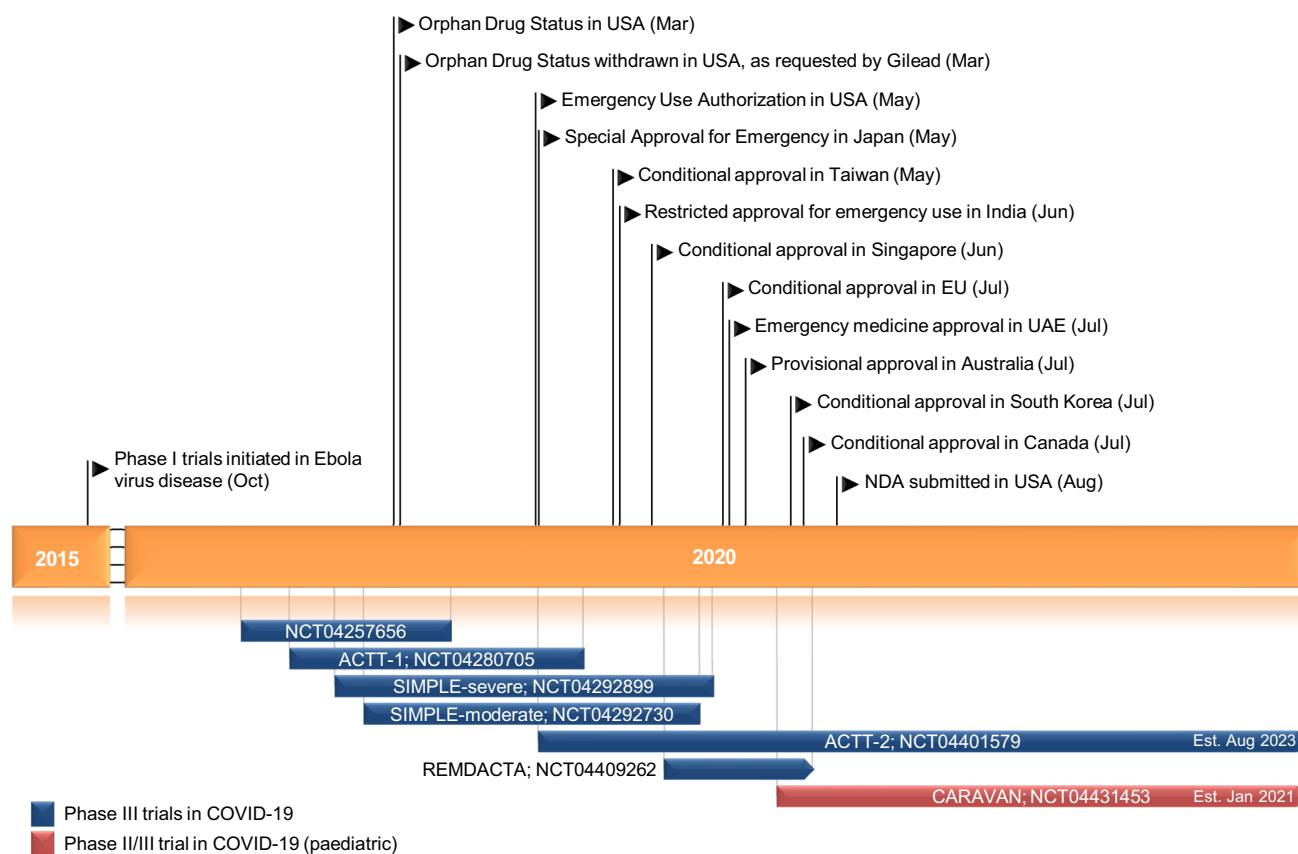 Orphan Drug Status in USA (Mar)
Orphan Drug Status withdrawn in USA, as requested by Gilead (Mar)
Emergency Use Authorization in USA (May)
Special Approval for Emergency in Japan (May)
Conditional approval in Taiwan (May)
Restricted approval for emergency use in India (Jun)
Conditional approval in Singapore (Jun)
Conditional approval in EU (Jul)
Emergency medicine approval in UAE (Jul)
Provisional approval in Australia (Jul)
Conditional approval in South Korea (Jul)
Conditional approval in Canada (Jul)
Phase I trials initiated in Ebola
virus disease (Oct)
NDA submitted in USA (Aug)
2015
2020
NCT04257656
ACTT-1; NCT04280705
SIMPLE-severe; NCT04292899
SIMPLE-moderate; NCT04292730
ACTT-2; NCT04401579
Est. Aug 2023
REMDACTA; NCT04409262
CARAVAN; NCT04431453
Est. Jan 2021
Phase III trials in COVID-19
Phase II/III trial in COVID-19 (paediatric)